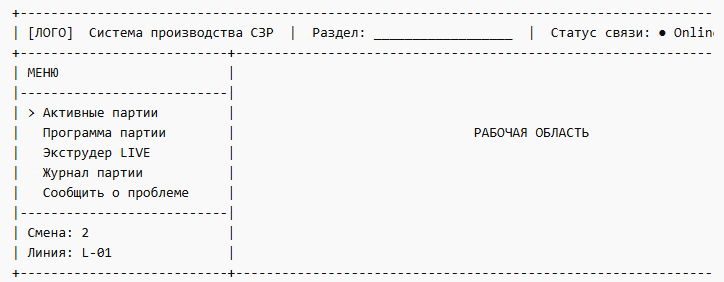 [ЛОГО] Система производства СЗР | Раздел: __________________ | Статус связи: ● Online
МЕНЮ
> Активные партии
Программа партии
РАБОЧАЯ ОБЛАСТЬ
Экструдер LIVE
Журнал партии
Сообщить о проблеме
Смена: 2
Линия: L-01